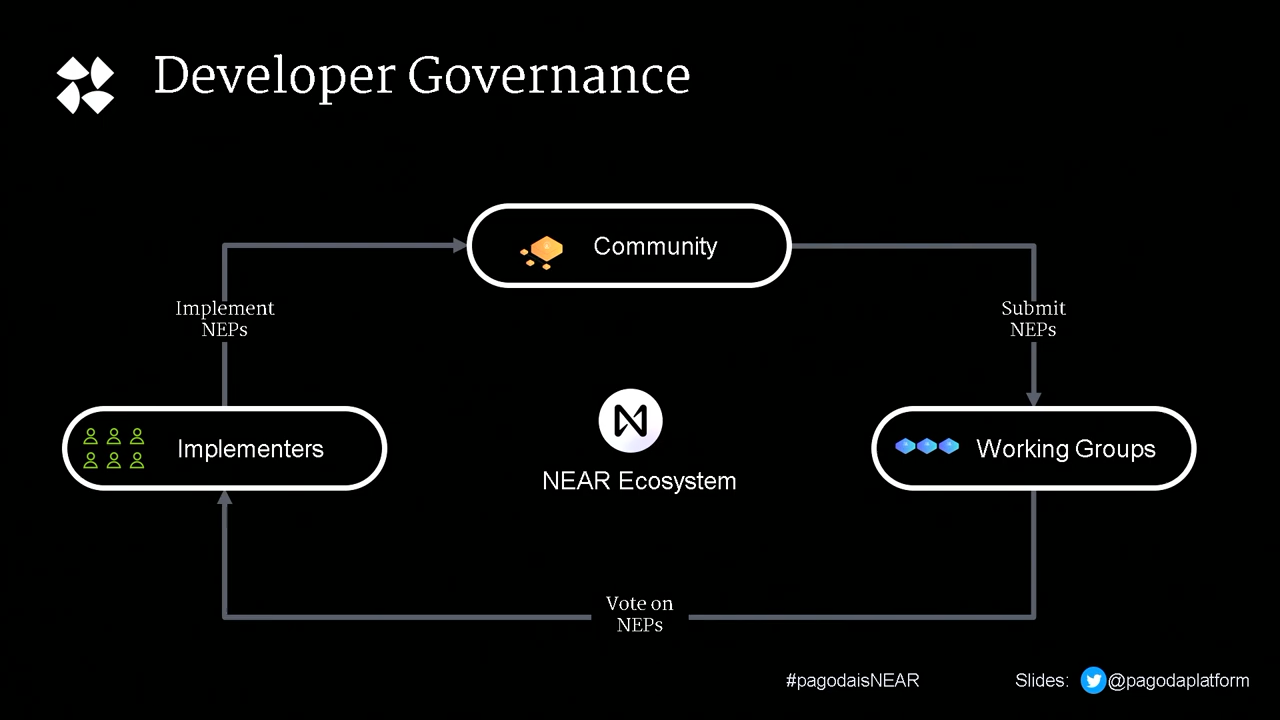 Developer Governance
Community
Implement
NEPs
Submit
NEPs
Implementers
NEAR Ecosystem
Working Groups
Vote on
NEPs
#pagodaisNEAR
Slides: @pagodaplatform